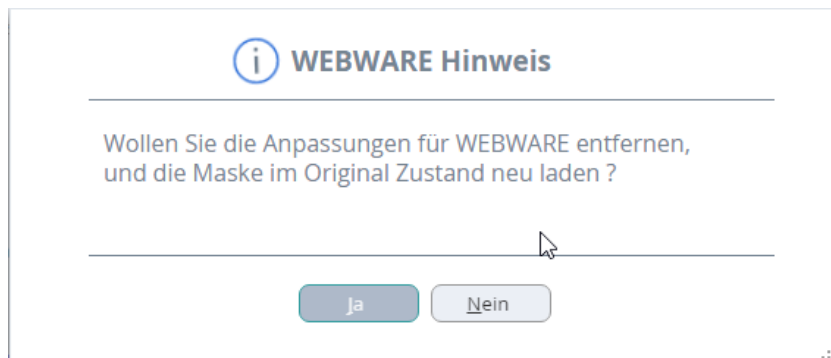 WEBWARE Hinweis
Wollen Sie die Anpassungen für WEBWARE entfernen,
und die Maske im Original Zustand neu laden ?
Ja
Nein